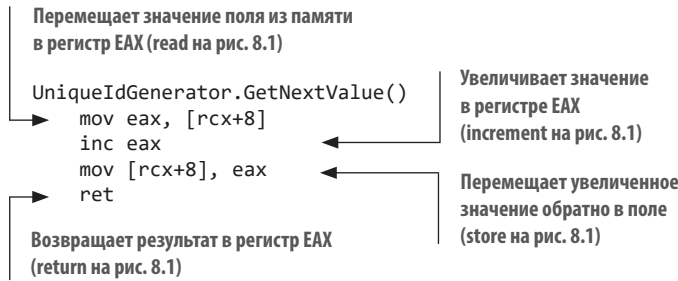 Перемещает значение поля из памяти
в регистр EAX (read на рис. 8.1)
UniqueIdGenerator.GetNextValue()
mov eax, [rcx+8]
inc eax
mov [rcx+8], eax
ret
Увеличивает значение
в регистре EAX
(increment на рис. 8.1)
Перемещает увеличенное
значение обратно в поле
(store на рис. 8.1)
Возвращает результат в регистр EAX
(return на рис. 8.1)